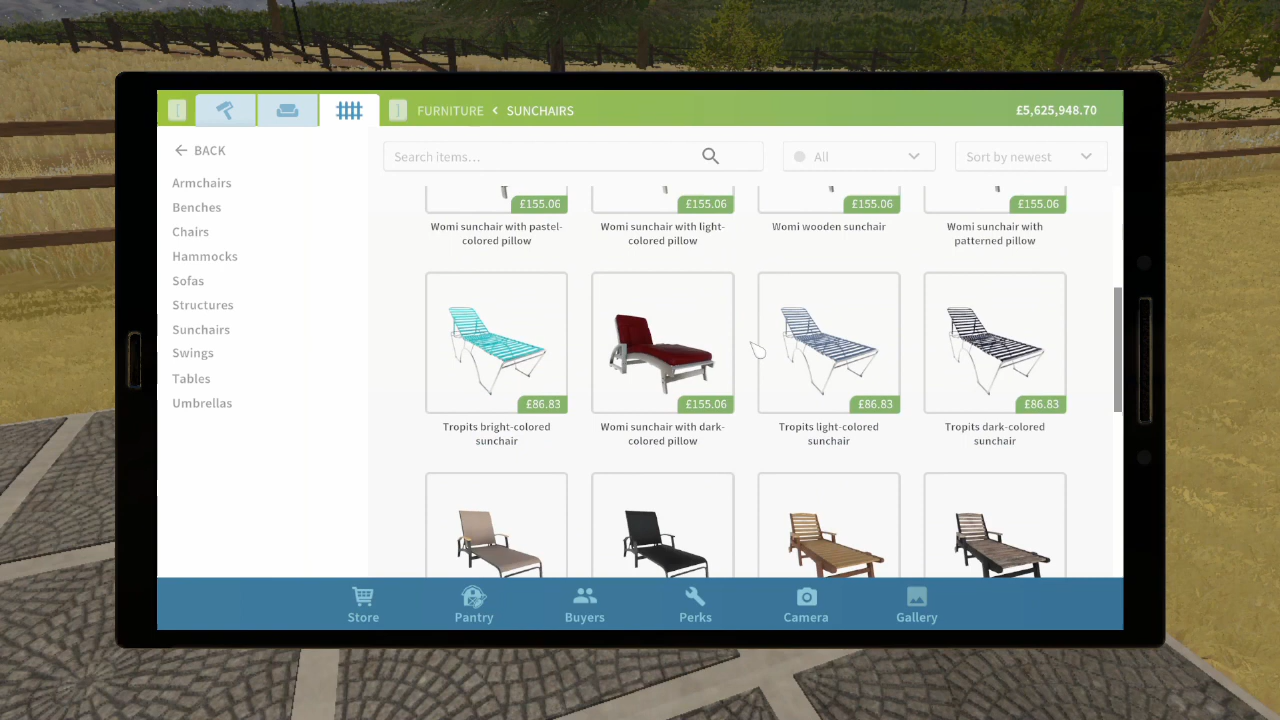 FURNITURE < SUNCHAIRS
£5,625,948.70
BACK
Search items...
All
Sort by newest
Armchairs
Benches
Chairs
Hammocks
Sofas
Structures
Sunchairs
Swings
Tables
Umbrellas
£155.06
£155.06
£155.06
£155.06
Womi sunchair with pastel-
colored pillow
Womi sunchair with light-
colored pillow
Womi wooden sunchair
Womi sunchair with
patterned pillow
£86.83
£155.06
£86.83
£86.83
Tropits bright-colored
sunchair
Womi sunchair with dark-
colored pillow
Tropits light-colored
sunchair
Tropits dark-colored
sunchair
Store
Pantry
Buyers
Perks
Camera
Gallery